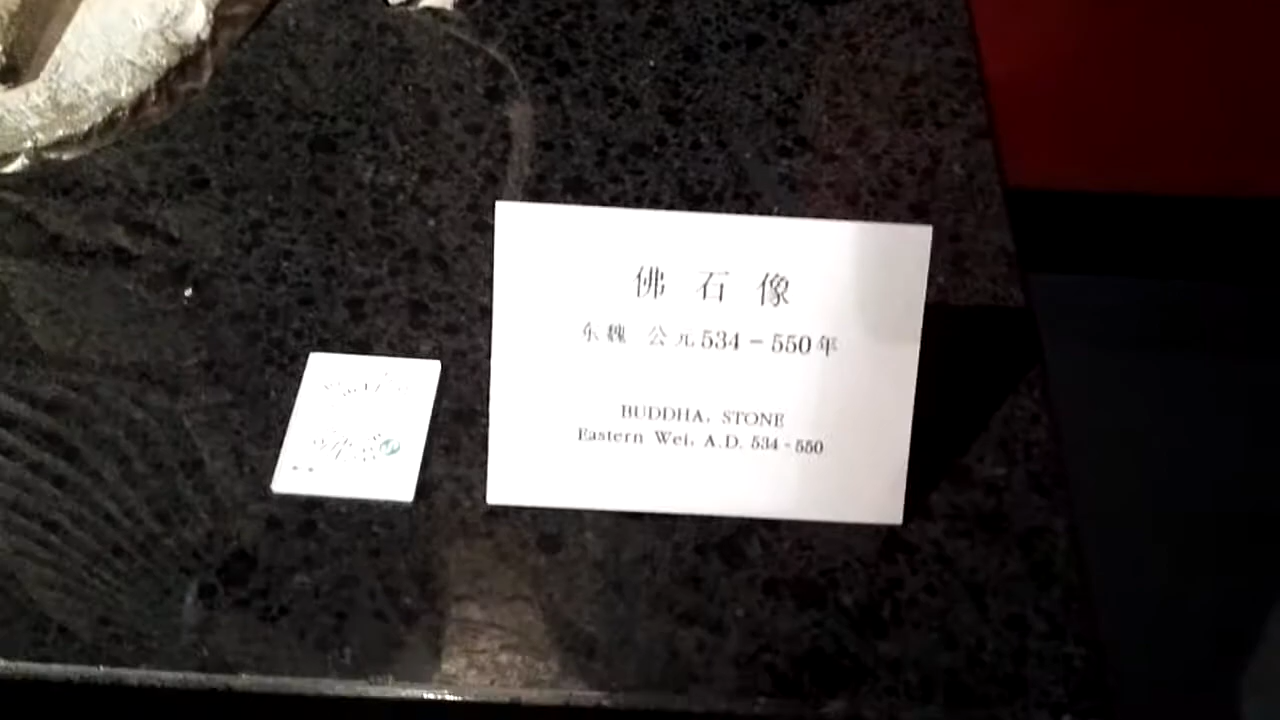 佛 石 像
东魏 公元534-550年
BUDDHA, STONE
Eastern Wei, A.D. 534-550